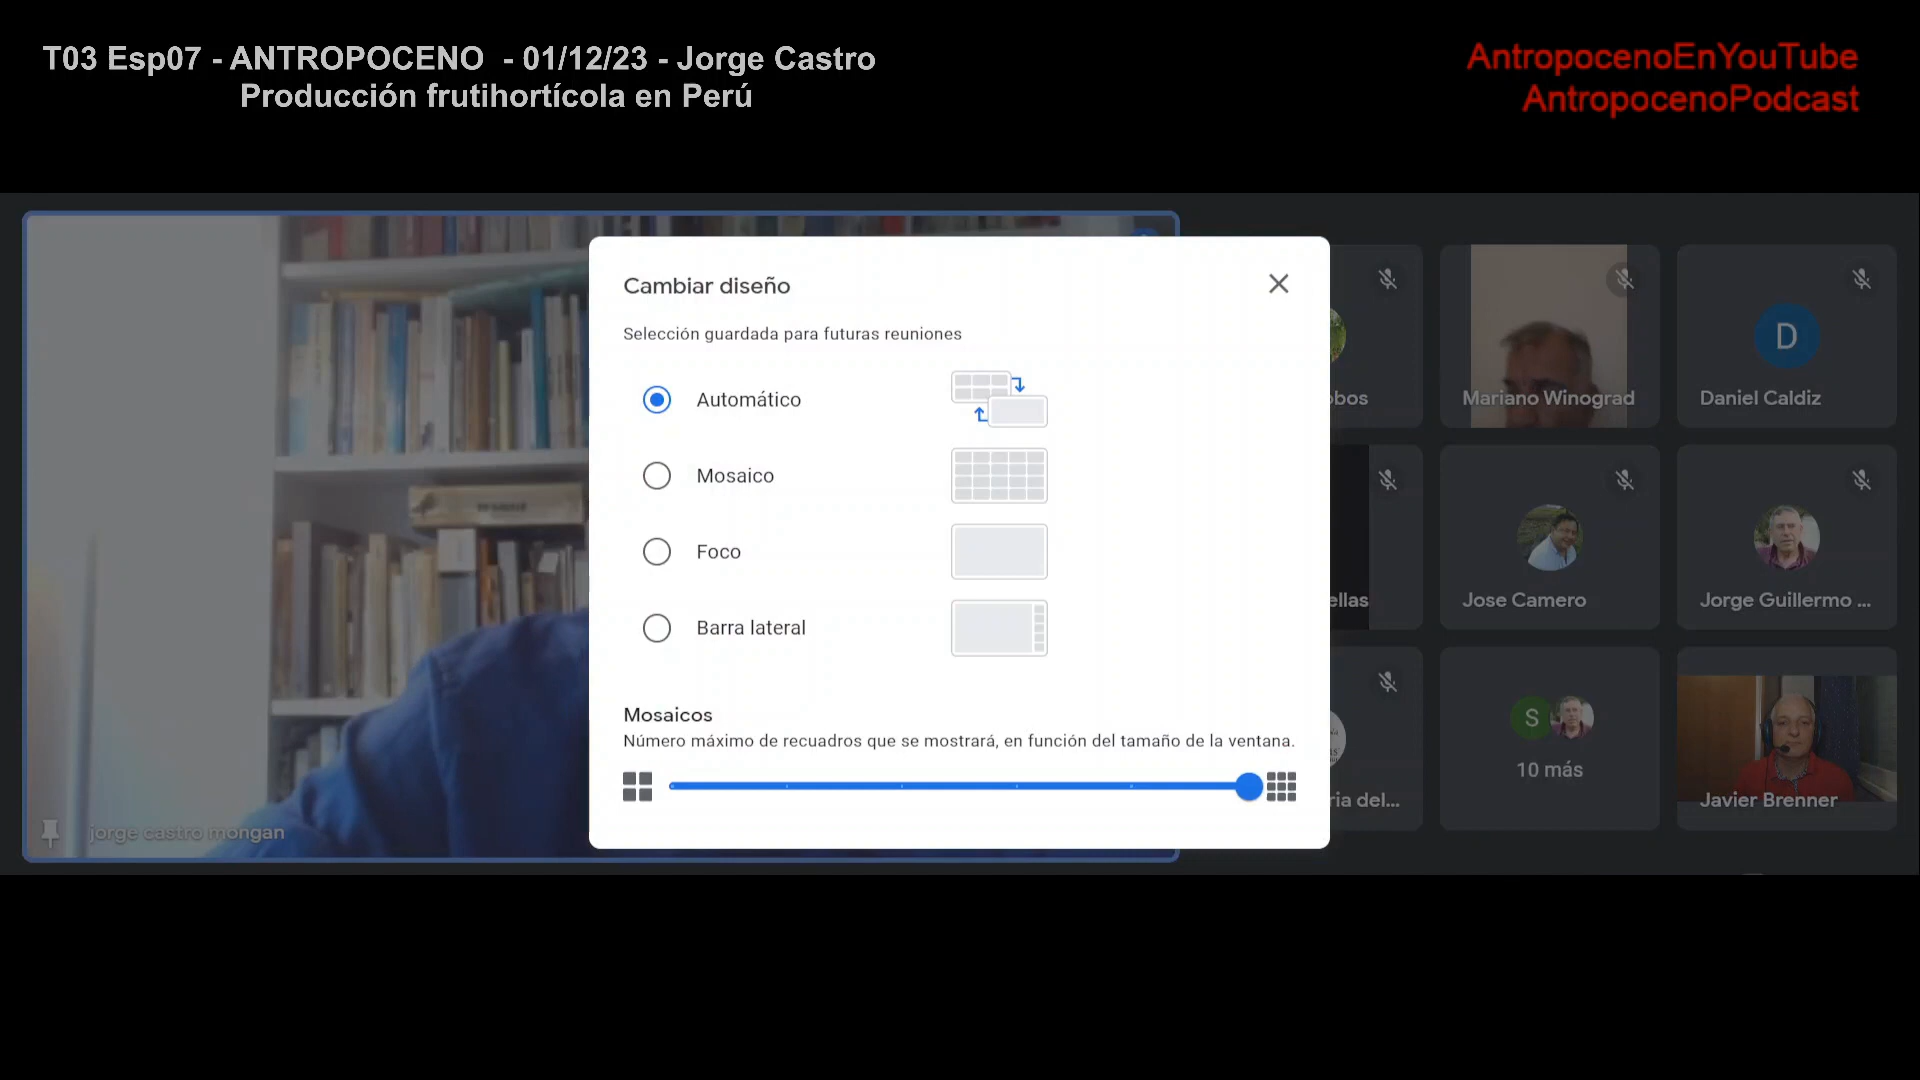 T03 Esp07 - ANTROPOCENO - 01/12/23 - Jorge Castro
Producción frutihortícola en Perú
AntropocenoEnYouTube
AntropocenoPodcast
Cambiar diseño
Selección guardada para futuras reuniones
Automático
Mosaico
Foco
Barra lateral
Mosaicos
Número máximo de recuadros que se mostrará, en función del tamaño de la ventana.
jorge castro mongan
obos
Mariano Winograd
D
Daniel Caldiz
ellas
Jose Camero
Jorge Guillermo ...
ria del...
S
10 más
Javier Brenner